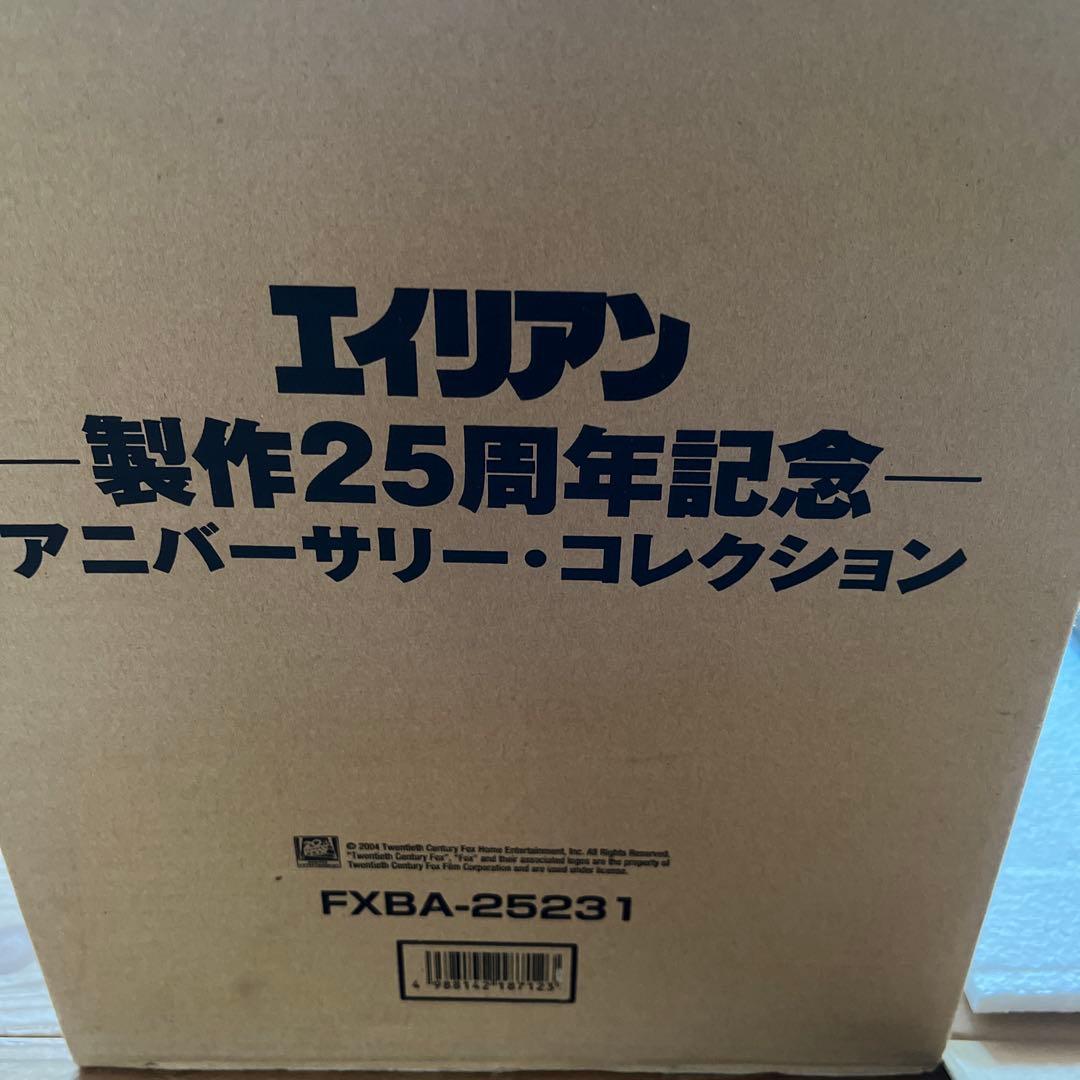 エイリアン
製作25周年記念
アニバーサリー・コレクション
© 2004 Twentieth Century Fox Home Entertainment, Inc. All Rights Reserved.
"Twentieth Century Fox", "Fox" and their associated logos are the property of
Twentieth Century Fox Film Corporation and are used under license.
FXBA-25231
4 988142 187123